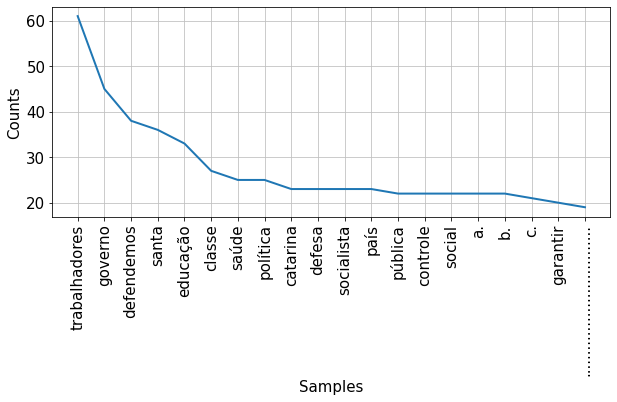 Counts
60
50
40
30
20
trabalhadores
governo
defendemos
santa
educação
classe
saúde
política
catarina
defesa
socialista
país
pública
controle
social
a.
b.
c.
garantir
................................
Samples